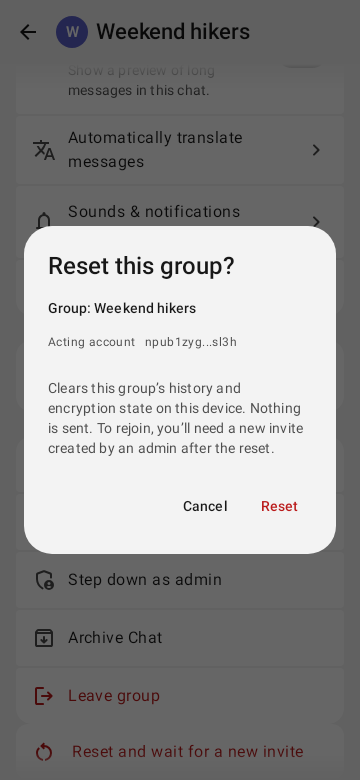 W Weekend hikers
Show a preview of long
messages in this chat.
Automatically translate
messages
Sounds & notifications
Reset this group?
Group: Weekend hikers
Acting account npub1zyg...sl3h
Clears this group’s history and
encryption state on this device. Nothing
is sent. To rejoin, you’ll need a new invite
created by an admin after the reset.
Cancel Reset
Step down as admin
Archive Chat
Leave group
Reset and wait for a new invite